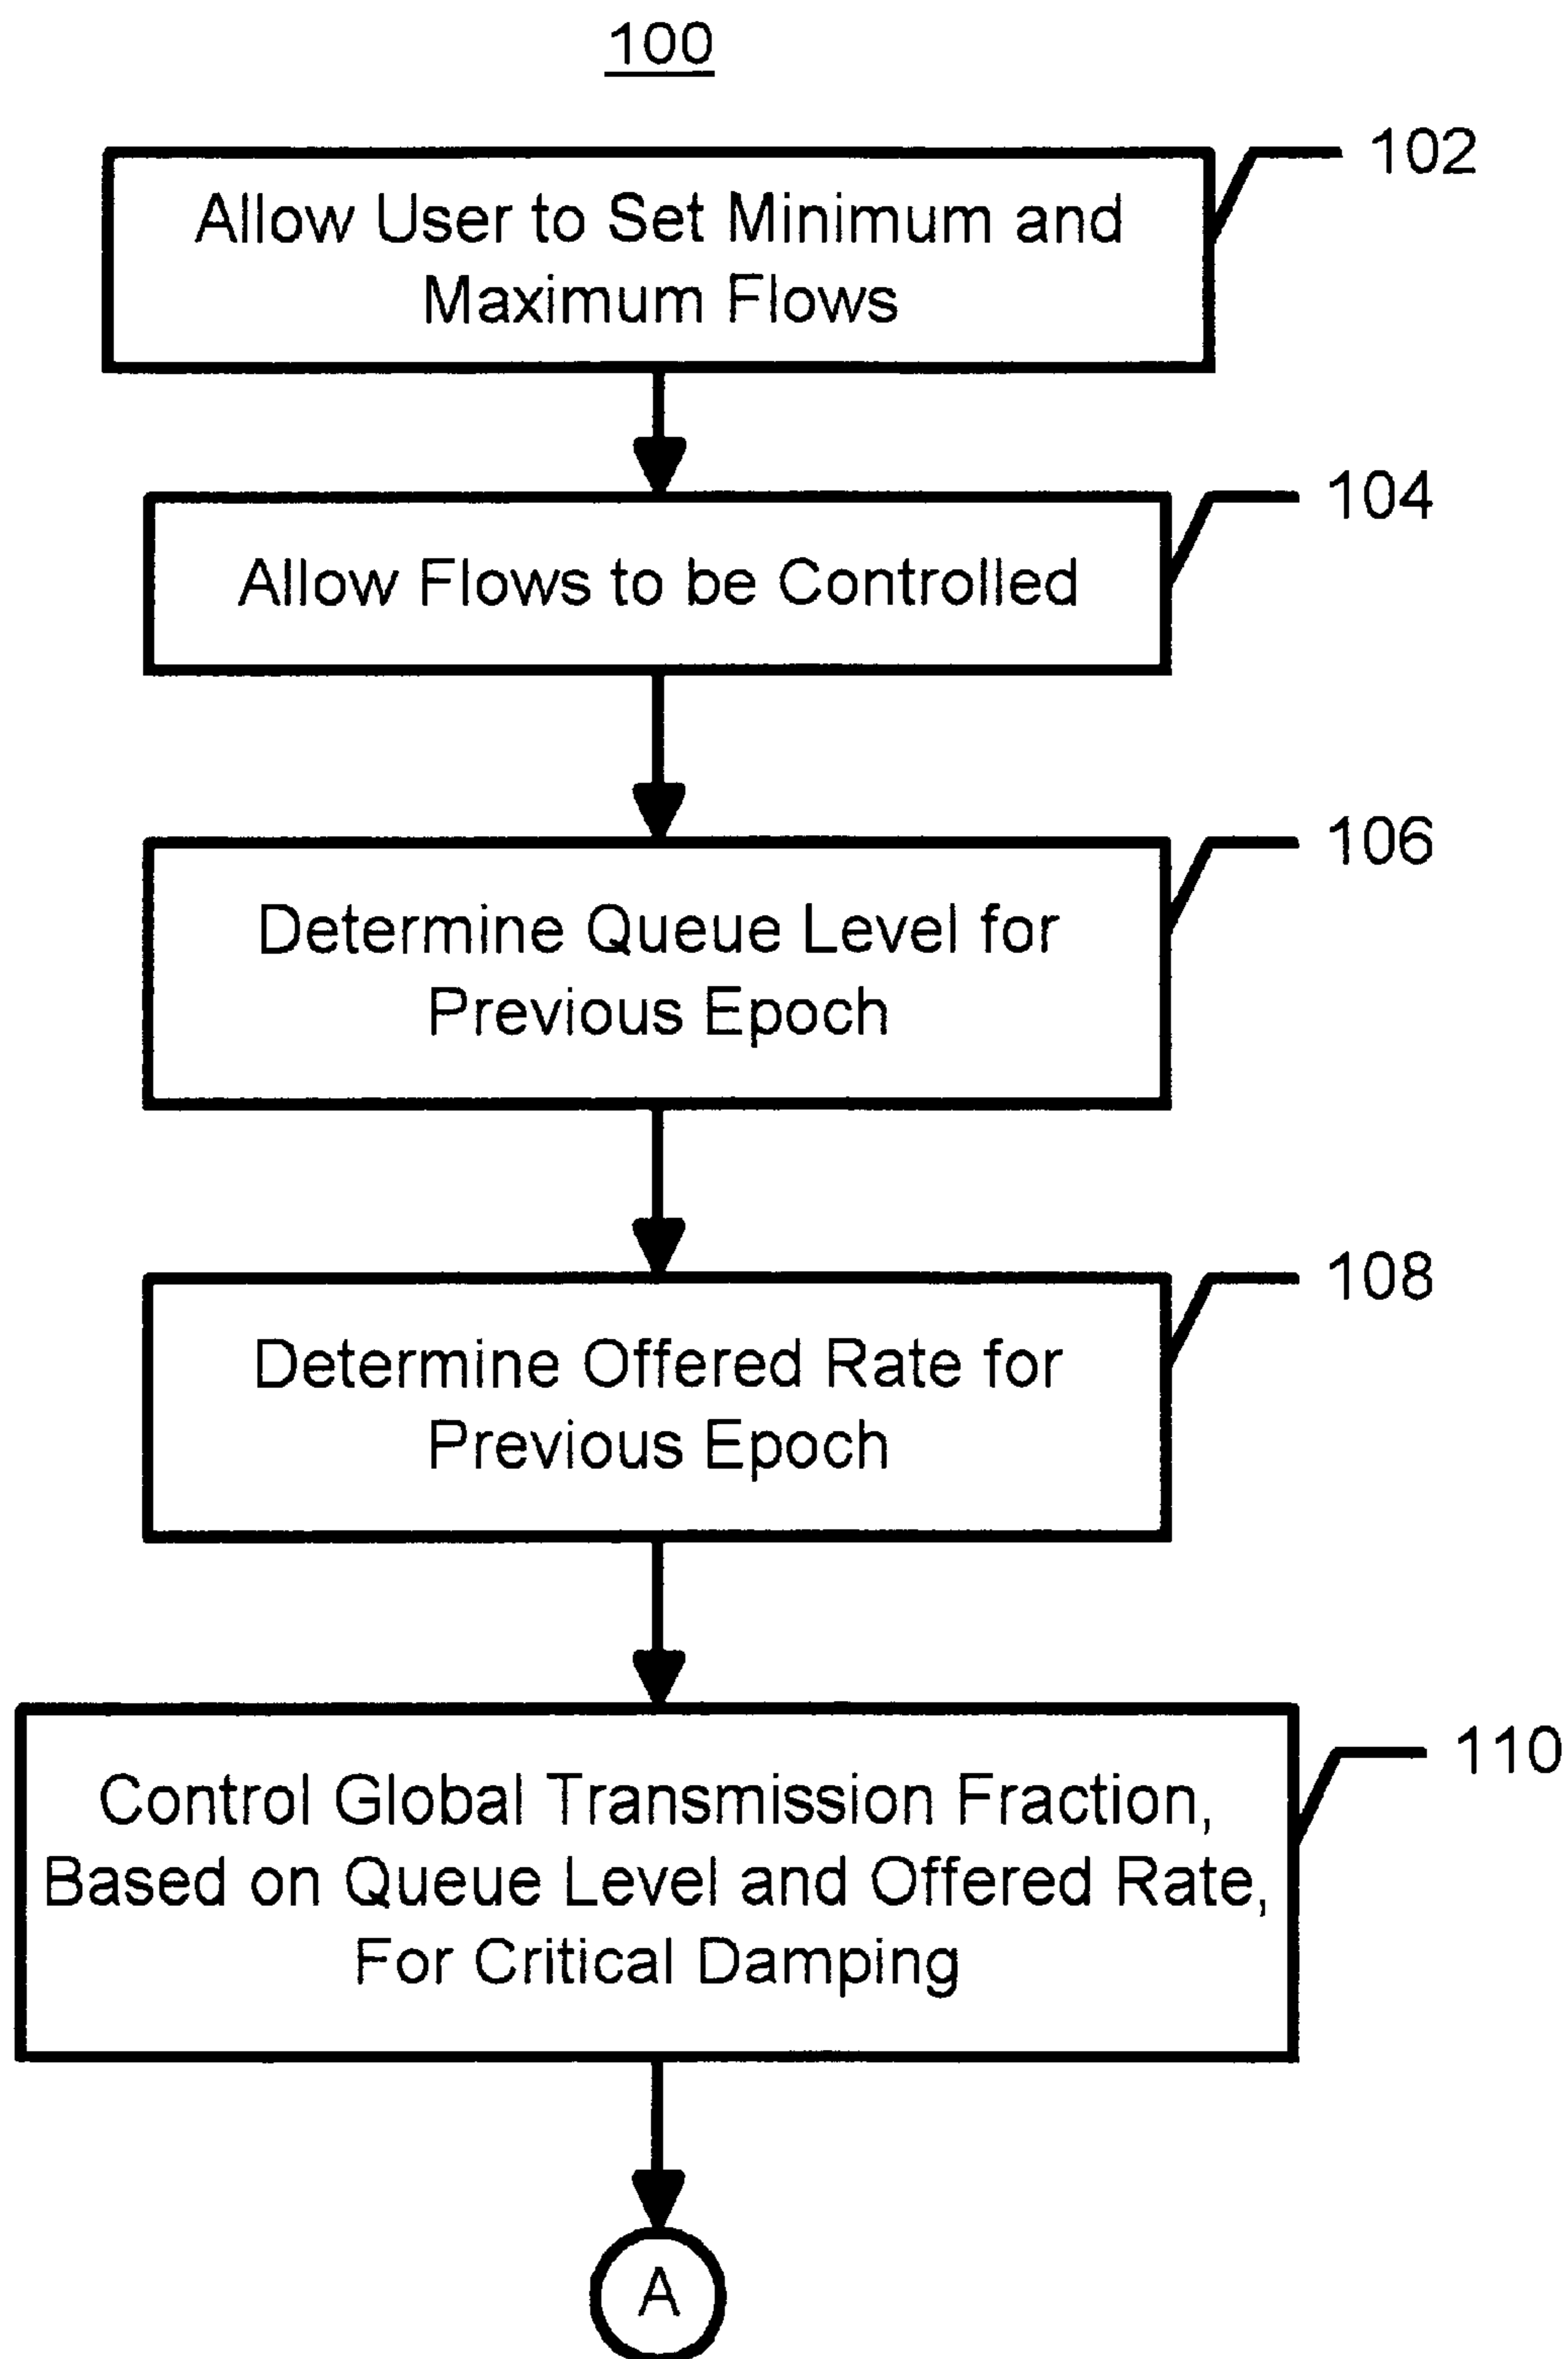 100
102
Allow User to Set Minimum and
Maximum Flows
104
Allow Flows to be Controlled
106
Determine Queue Level for
Previous Epoch
108
Determine Offered Rate for
Previous Epoch
110
Control Global Transmission Fraction,
Based on Queue Level and Offered Rate,
For Critical Damping
A